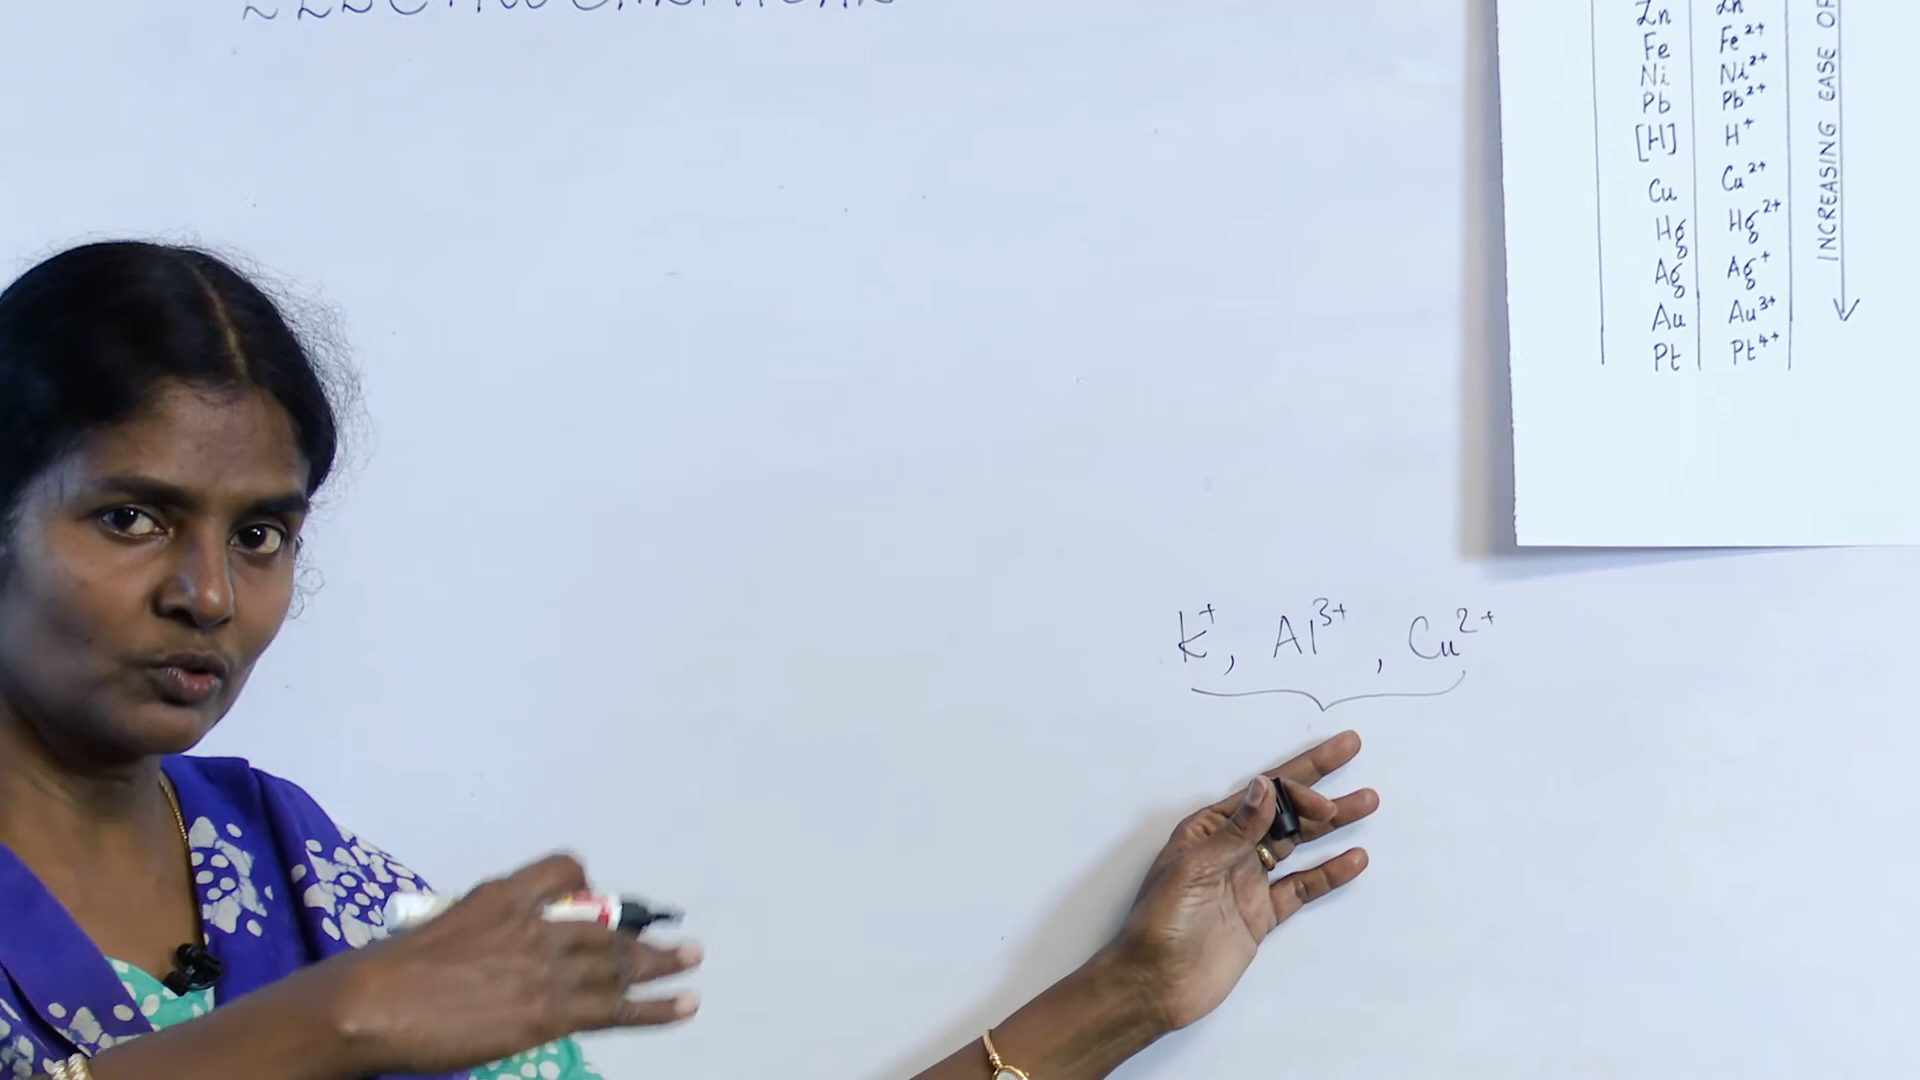 Zn Zn
Fe Fe²⁺
Ni Ni²⁺
Pb Pb²⁺
[H] H⁺
Cu Cu²⁺
Hg Hg²⁺
Ag Ag⁺
Au Au³⁺
Pt Pt⁴⁺
INCREASING EASE OF
K⁺, Al³⁺, Cu²⁺